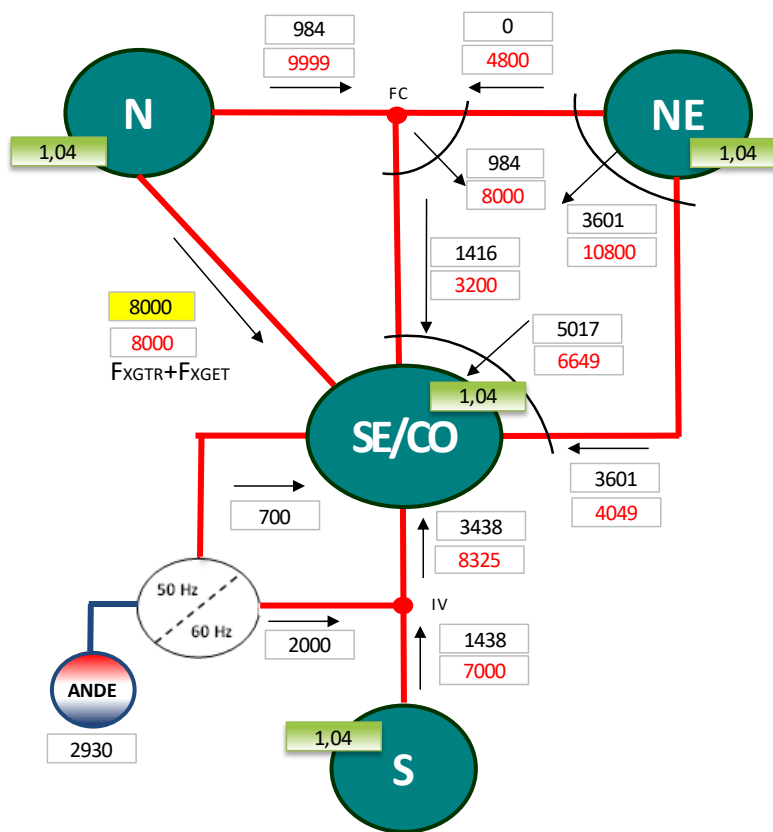 984
9999
0
4800
FC
N
NE
1,04
1,04
984
8000
3601
10800
1416
3200
8000
8000
FXGTR+FXGET
5017
6649
1,04
SE/CO
3601
4049
700
3438
8325
50 Hz
60 Hz
IV
2000
1438
7000
ANDE
2930
1,04
S